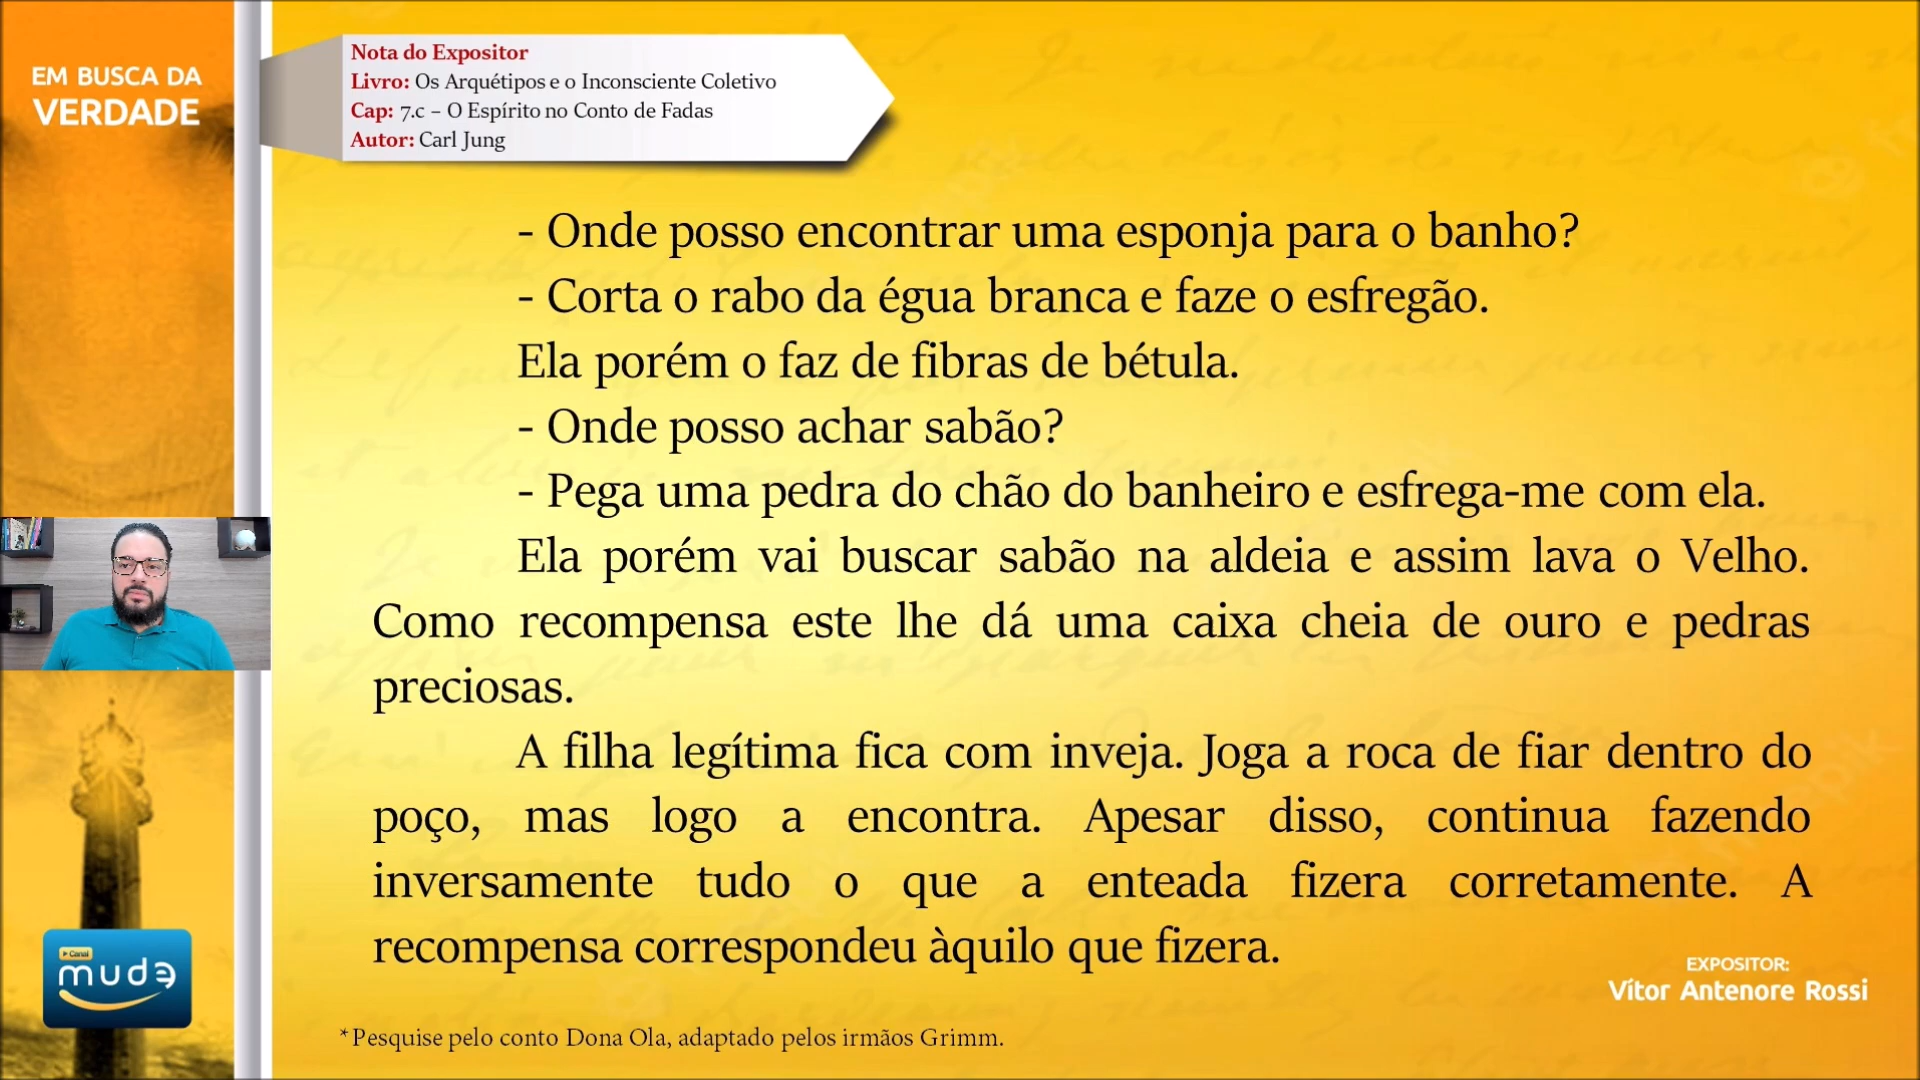 EM BUSCA DA
VERDADE
Nota do Expositor
Livro: Os Arquétipos e o Inconsciente Coletivo
Cap: 7.c – O Espírito no Conto de Fadas
Autor: Carl Jung
- Onde posso encontrar uma esponja para o banho?
- Corta o rabo da égua branca e faze o esfregão.
Ela porém o faz de fibras de bétula.
- Onde posso achar sabão?
- Pega uma pedra do chão do banheiro e esfrega-me com ela.
Ela porém vai buscar sabão na aldeia e assim lava o Velho.
Como recompensa este lhe dá uma caixa cheia de ouro e pedras
preciosas.
A filha legítima fica com inveja. Joga a roca de fiar dentro do
poço, mas logo a encontra. Apesar disso, continua fazendo
inversamente tudo o que a enteada fizera corretamente. A
recompensa correspondeu àquilo que fizera.
*Pesquise pelo conto Dona Ola, adaptado pelos irmãos Grimm.
EXPOSITOR:
Vítor Antenore Rossi
Canal
mude